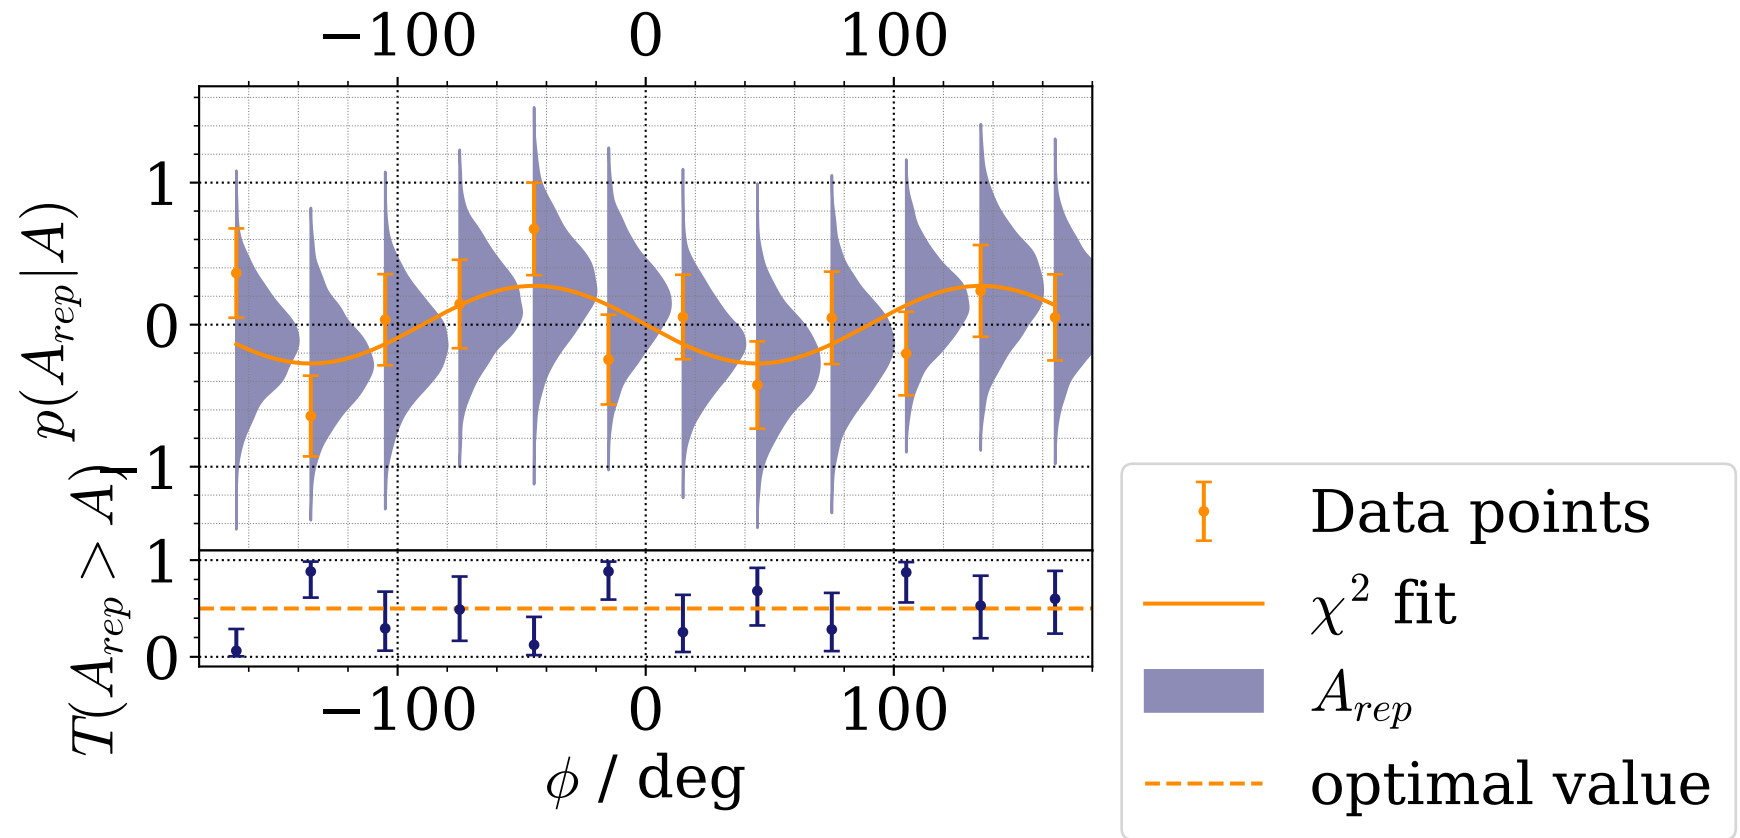 −100 0 100
p(A_rep|A)
1
0
−1
T(A_rep > A)
1
0
−100 0 100
ϕ / deg
Data points
χ² fit
A_rep
optimal value